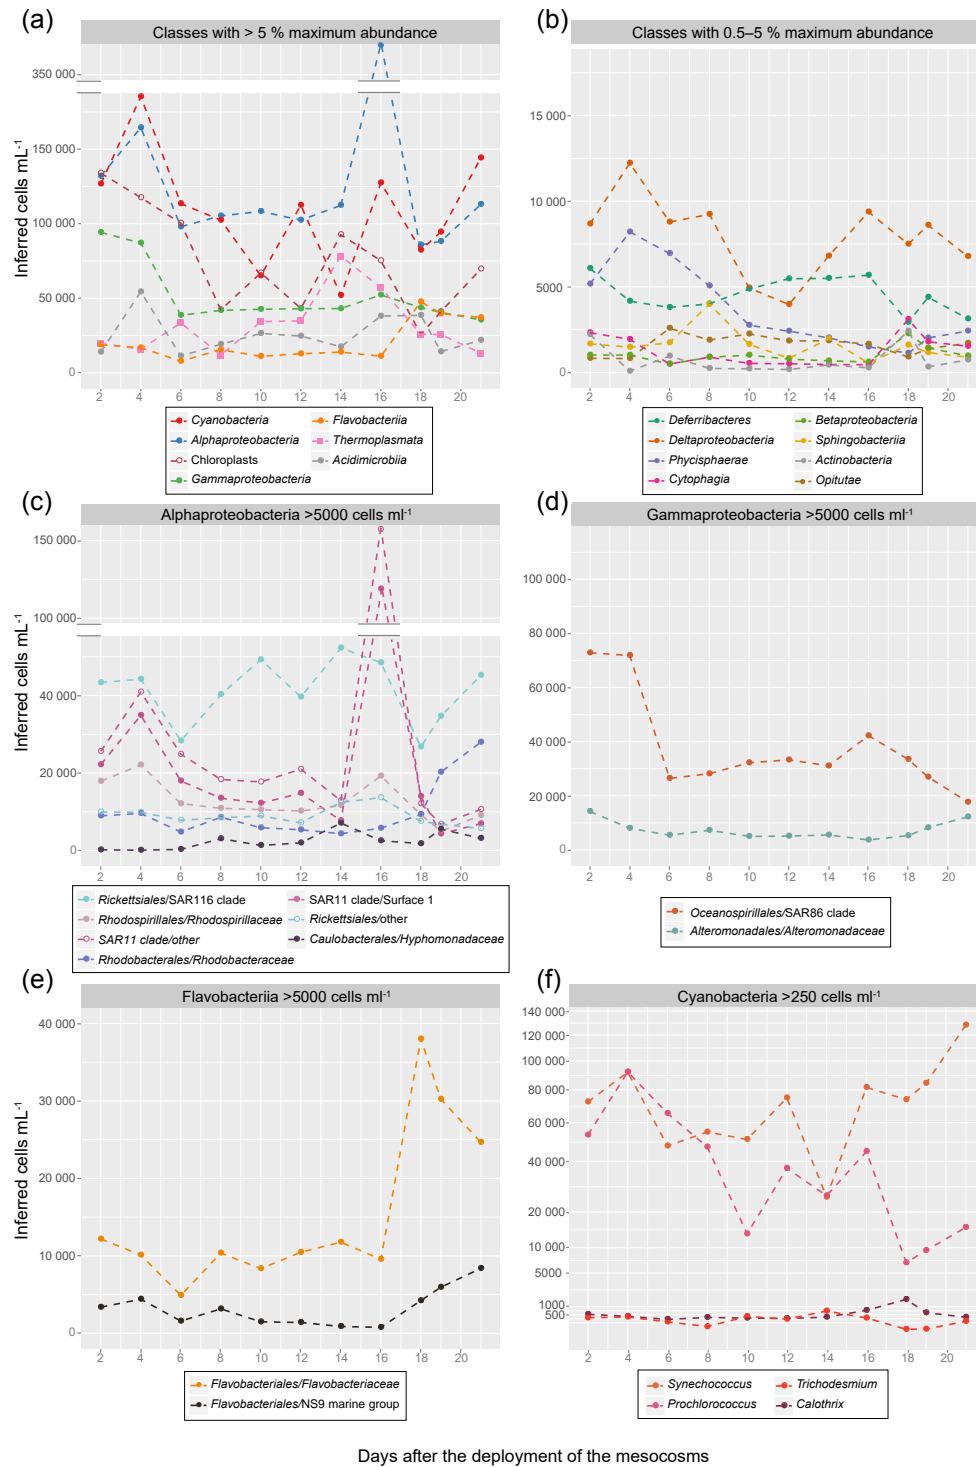 (a)
Classes with > 5 % maximum abundance
350 000
150 000
100 000
50 000
0
Inferred cells mL-1
2 4 6 8 10 12 14 16 18 20
Cyanobacteria
Flavobacteriia
Alphaproteobacteria
Thermoplasmata
Chloroplasts
Acidimicrobiia
Gammaproteobacteria
(b)
Classes with 0.5–5 % maximum abundance
15 000
10 000
5000
0
2 4 6 8 10 12 14 16 18 20
Deferribacteres
Betaproteobacteria
Deltaproteobacteria
Sphingobacteriia
Phycisphaerae
Actinobacteria
Cytophagia
Opitutae
(c)
Alphaproteobacteria >5000 cells ml-1
150 000
100 000
40 000
20 000
0
Inferred cells mL-1
2 4 6 8 10 12 14 16 18 20
Rickettsiales/SAR116 clade
SAR11 clade/Surface 1
Rhodospirillales/Rhodospirillaceae
Rickettsiales/other
SAR11 clade/other
Caulobacterales/Hyphomonadaceae
Rhodobacterales/Rhodobacteraceae
(d)
Gammaproteobacteria >5000 cells ml-1
100 000
80 000
60 000
40 000
20 000
0
2 4 6 8 10 12 14 16 18 20
Oceanospirillales/SAR86 clade
Alteromonadales/Alteromonadaceae
(e)
Flavobacteriia >5000 cells ml-1
40 000
30 000
20 000
10 000
0
Inferred cells mL-1
2 4 6 8 10 12 14 16 18 20
Flavobacteriales/Flavobacteriaceae
Flavobacteriales/NS9 marine group
(f)
Cyanobacteria >250 cells ml-1
140 000
120 000
100 000
80 000
60 000
40 000
20 000
10 000
5000
1000
500
2 4 6 8 10 12 14 16 18 20
Synechococcus
Trichodesmium
Prochlorococcus
Calothrix
Days after the deployment of the mesocosms